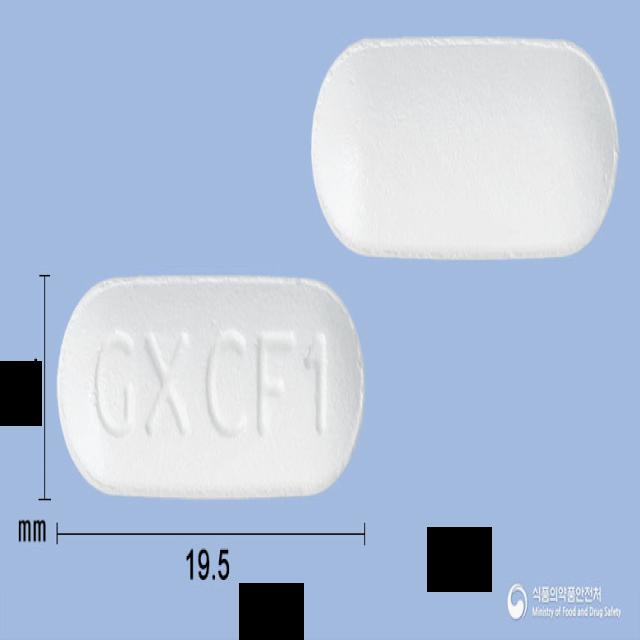 GX CF1
mm
19.5
식품의약품안전처
Ministry of Food and Drug Safety